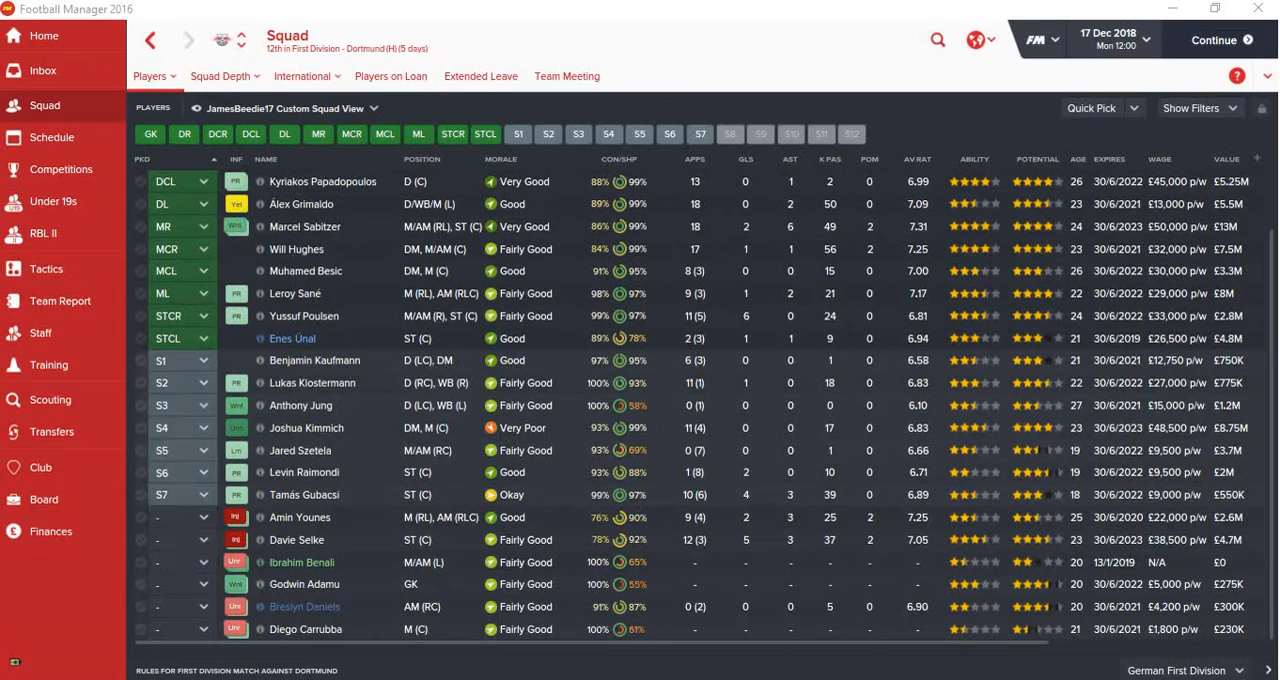 Football Manager 2016
Home
Inbox
Squad
Schedule
Competitions
Under 19s
RBL II
Tactics
Team Report
Staff
Training
Scouting
Transfers
Club
Board
Finances
Squad
12th in First Division - Dortmund (H) (5 days)
FM
17 Dec 2018
Mon 12:00
Continue
Players Squad Depth International Players on Loan Extended Leave Team Meeting ?
PLAYERS JamesBeedie17 Custom Squad View Quick Pick Show Filters
GK DR DCR DCL DL MR MCR MCL ML STCR STCL S1 S2 S3 S4 S5 S6 S7 S8 S9 S10 S11 S12
PKD INF NAME POSITION MORALE CON/SHP APPS GLS AST K PAS POM AV RAT ABILITY POTENTIAL AGE EXPIRES WAGE VALUE +
DCL PR Kyriakos Papadopoulos D (C) Very Good 88% 99% 13 0 1 2 0 6.99 26 30/6/2022 £45,000 p/w £5.25M
DL Yel Álex Grimaldo D/WB/M (L) Good 89% 99% 18 0 2 50 0 7.09 23 30/6/2021 £13,000 p/w £5.5M
MR Wnt Marcel Sabitzer M/AM (RL), ST (C) Very Good 86% 99% 18 2 6 49 2 7.31 24 30/6/2023 £50,000 p/w £13M
MCR Will Hughes DM, M/AM (C) Fairly Good 84% 99% 17 1 1 56 2 7.25 23 30/6/2021 £32,000 p/w £7.5M
MCL Muhamed Besic DM, M (C) Good 91% 95% 8 (3) 0 0 15 0 7.00 26 30/6/2022 £30,000 p/w £3.3M
ML PR Leroy Sané M (RL), AM (RLC) Fairly Good 98% 97% 9 (3) 1 2 21 0 7.17 22 30/6/2022 £29,000 p/w £8M
STCR PR Yussuf Poulsen M/AM (R), ST (C) Fairly Good 99% 97% 11 (5) 6 0 24 0 6.81 24 30/6/2022 £33,000 p/w £2.8M
STCL Enes Ünal ST (C) Good 89% 78% 2 (3) 1 1 9 0 6.94 21 30/6/2019 £26,500 p/w £4.8M
S1 Benjamin Kaufmann D (LC), DM Good 97% 95% 6 (3) 0 0 1 0 6.58 21 30/6/2021 £12,750 p/w £750K
S2 PR Lukas Klostermann D (RC), WB (R) Fairly Good 100% 93% 11 (1) 1 0 18 0 6.83 22 30/6/2022 £27,000 p/w £775K
S3 Wnt Anthony Jung D (LC), WB (L) Fairly Good 100% 58% 0 (1) 0 0 0 0 6.10 27 30/6/2021 £15,000 p/w £1.2M
S4 Joshua Kimmich DM, M (C) Very Poor 93% 99% 11 (4) 0 0 17 0 6.83 23 30/6/2023 £48,500 p/w £8.75M
S5 Jared Szetela M/AM (RC) Fairly Good 93% 69% 0 (7) 0 0 1 0 6.66 19 30/6/2022 £9,500 p/w £3.7M
S6 PR Levin Raimondi ST (C) Good 93% 88% 1 (8) 2 0 10 0 6.71 19 30/6/2022 £9,500 p/w £2M
S7 PR Tamás Gubacsi ST (C) Okay 99% 97% 10 (6) 4 3 39 0 6.89 18 30/6/2022 £9,000 p/w £550K
- Inj Amin Younes M (RL), AM (RLC) Good 76% 90% 9 (4) 2 3 25 2 7.25 25 30/6/2020 £22,000 p/w £2.6M
- Inj Davie Selke ST (C) Good 78% 92% 12 (3) 5 3 37 2 7.05 23 30/6/2023 £38,500 p/w £4.7M
- Unr Ibrahim Benali M/AM (L) Fairly Good 100% 65% - - - - - - 20 13/1/2019 N/A £0
- Wnt Godwin Adamu GK Fairly Good 100% 55% - - - - - - 20 30/6/2022 £5,000 p/w £275K
- Unr Breslyn Daniels AM (RC) Fairly Good 91% 87% 0 (2) 0 0 5 0 6.90 20 30/6/2021 £4,200 p/w £300K
- Unr Diego Carrubba M (C) Fairly Good 100% 61% - - - - - - 21 30/6/2021 £1,800 p/w £230K
RULES FOR FIRST DIVISION MATCH AGAINST DORTMUND German First Division